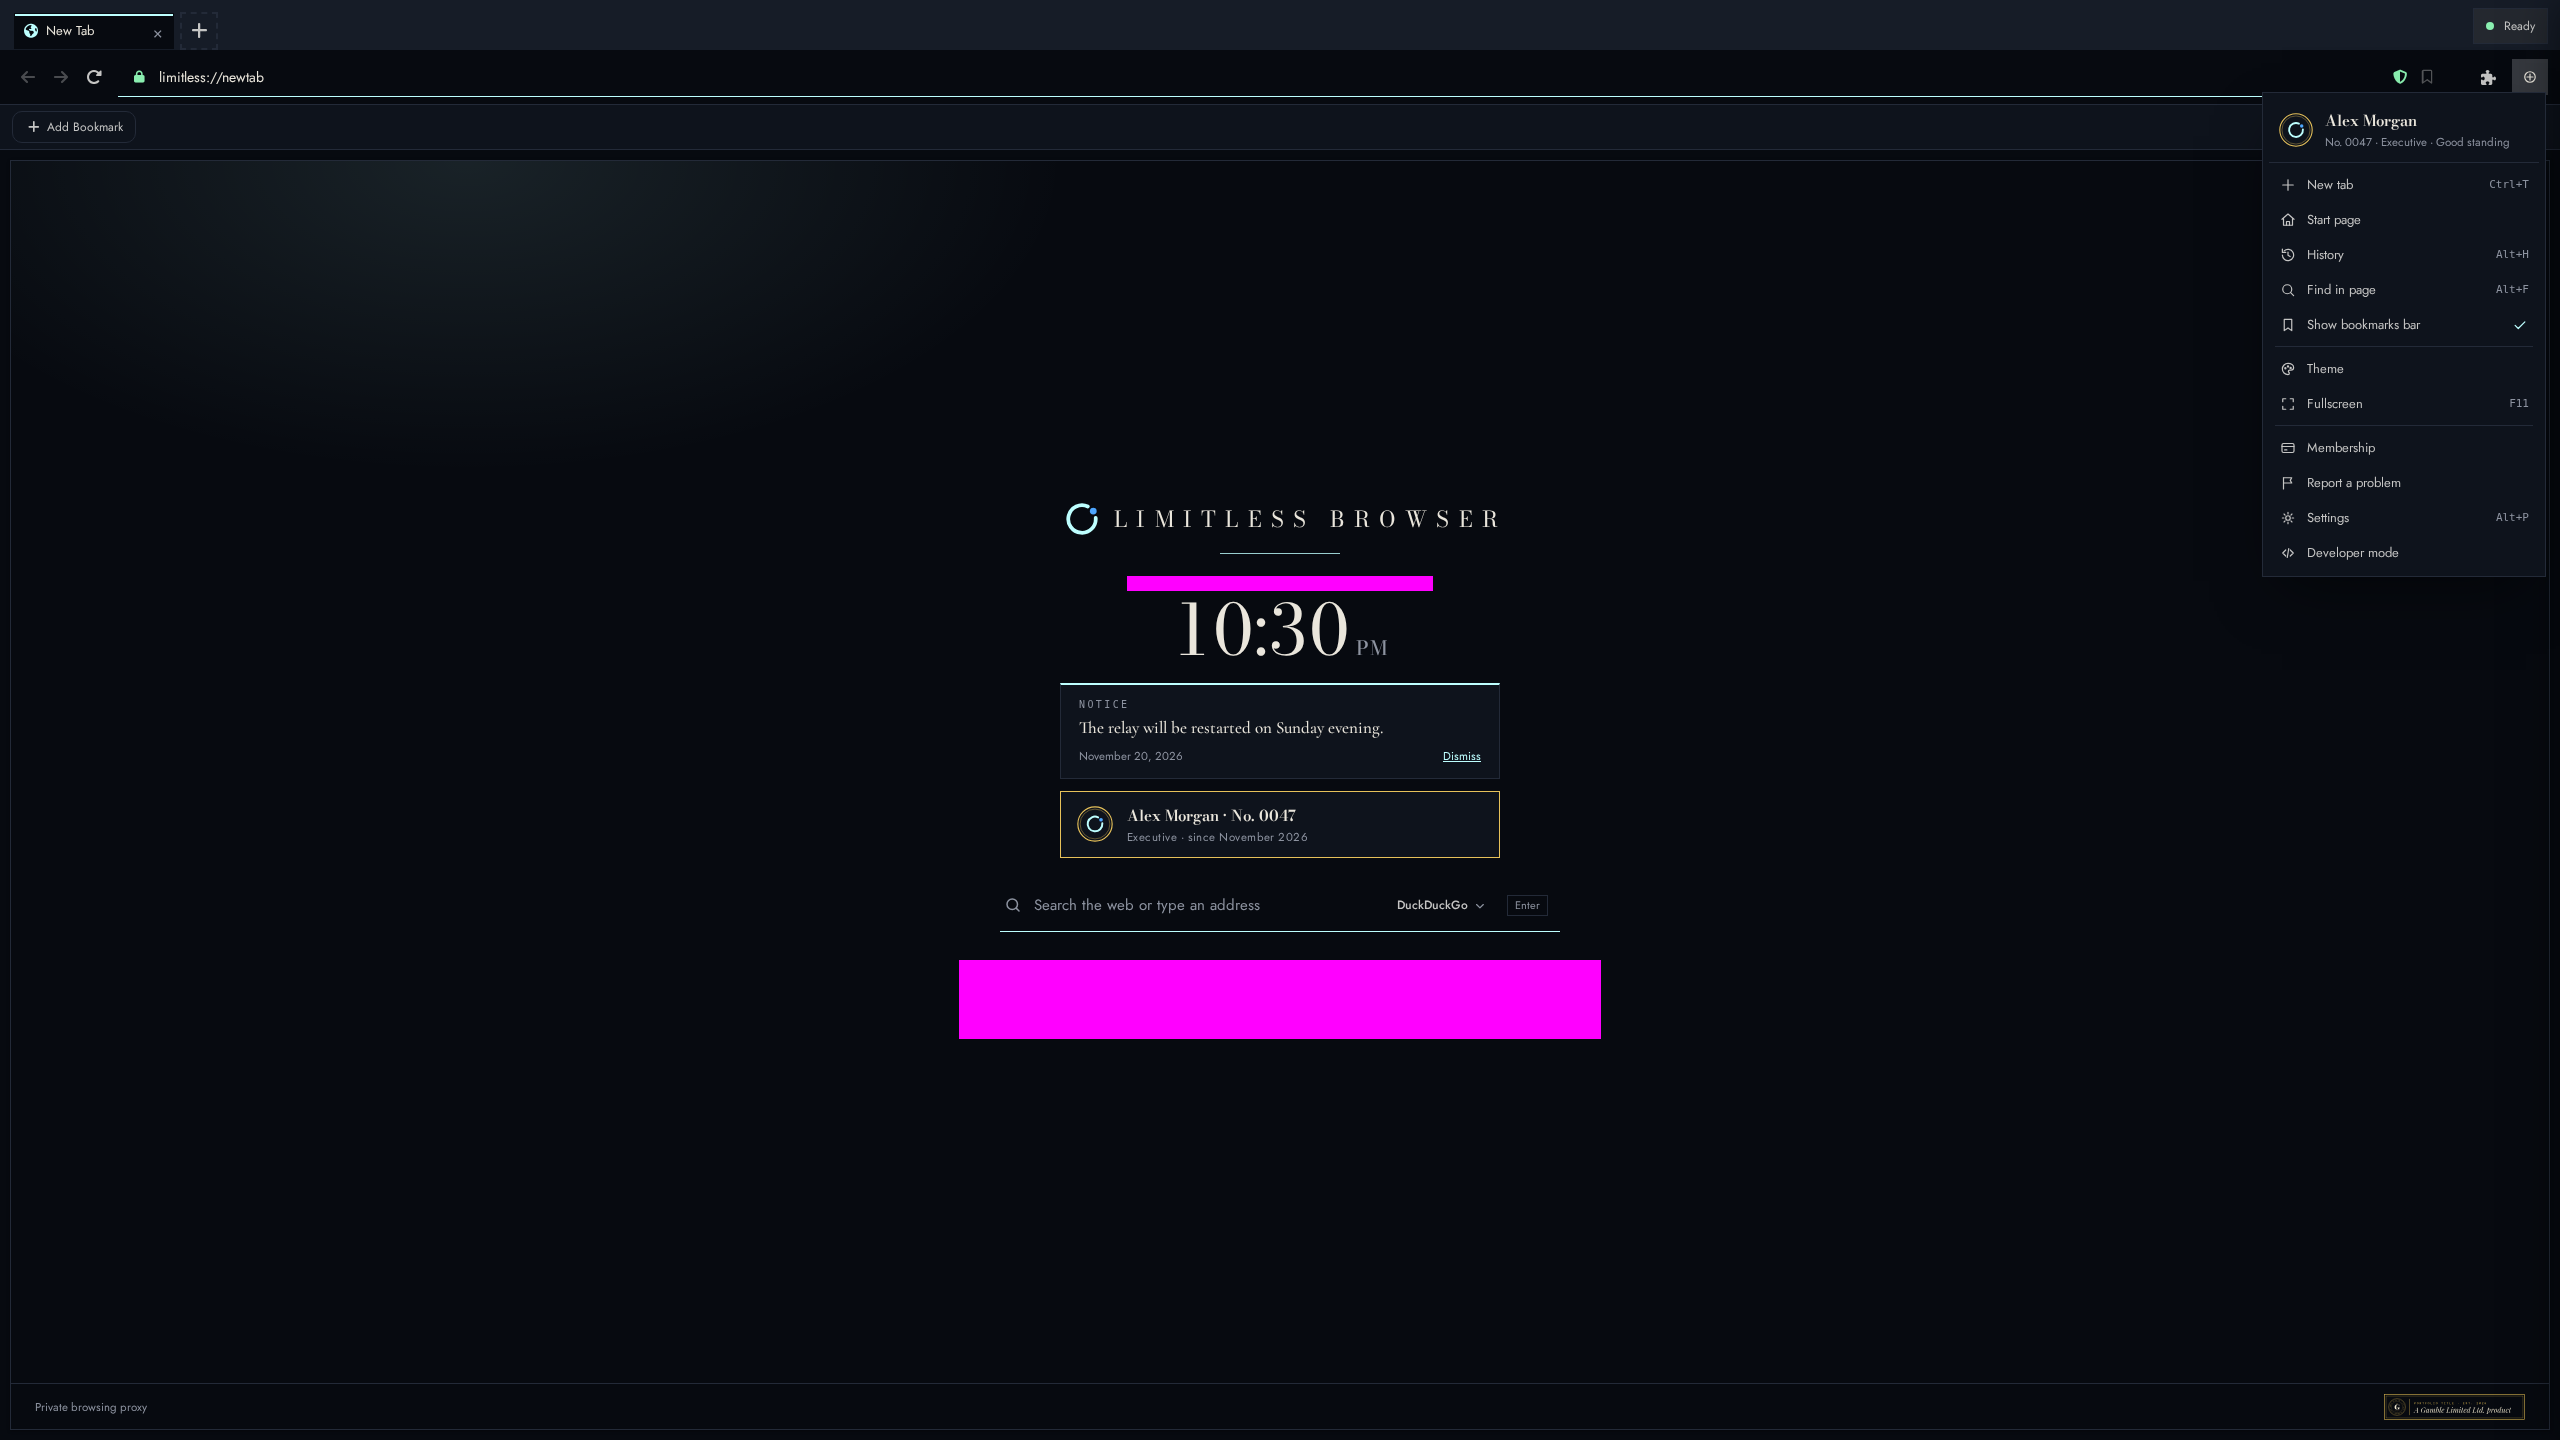 New Tab
Ready
limitless://newtab
Add Bookmark
Alex Morgan
No. 0047 · Executive · Good standing
New tab Ctrl+T
Start page
History Alt+H
Find in page Alt+F
Show bookmarks bar
Theme
Fullscreen F11
Membership
Report a problem
Settings Alt+P
Developer mode
LIMITLESS BROWSER
10:30 PM
NOTICE
The relay will be restarted on Sunday evening.
November 20, 2026 Dismiss
Alex Morgan · No. 0047
Executive · since November 2026
Search the web or type an address DuckDuckGo Enter
Private browsing proxy
G
A Gamble Limited Ltd. product